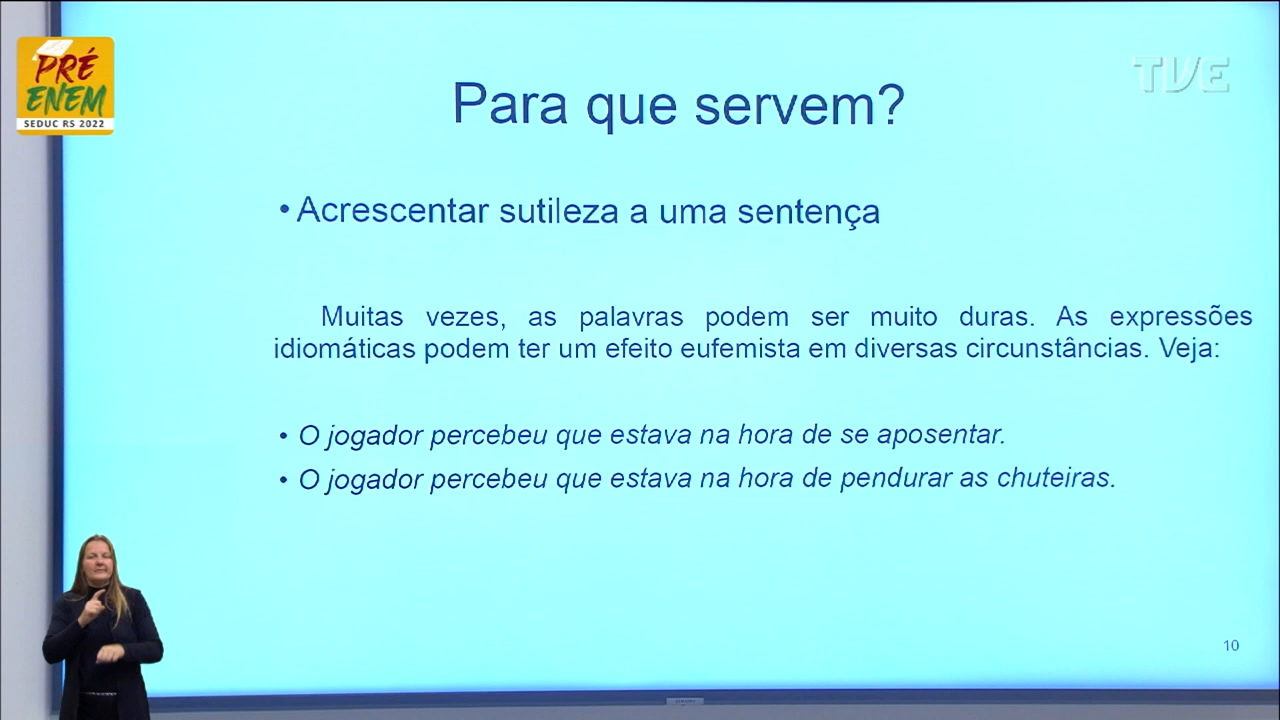 PRÉ
ENEM
SEDUC RS 2022
TVE
Para que servem?
• Acrescentar sutileza a uma sentença
Muitas vezes, as palavras podem ser muito duras. As expressões
idiomáticas podem ter um efeito eufemista em diversas circunstâncias. Veja:
• O jogador percebeu que estava na hora de se aposentar.
• O jogador percebeu que estava na hora de pendurar as chuteiras.
10